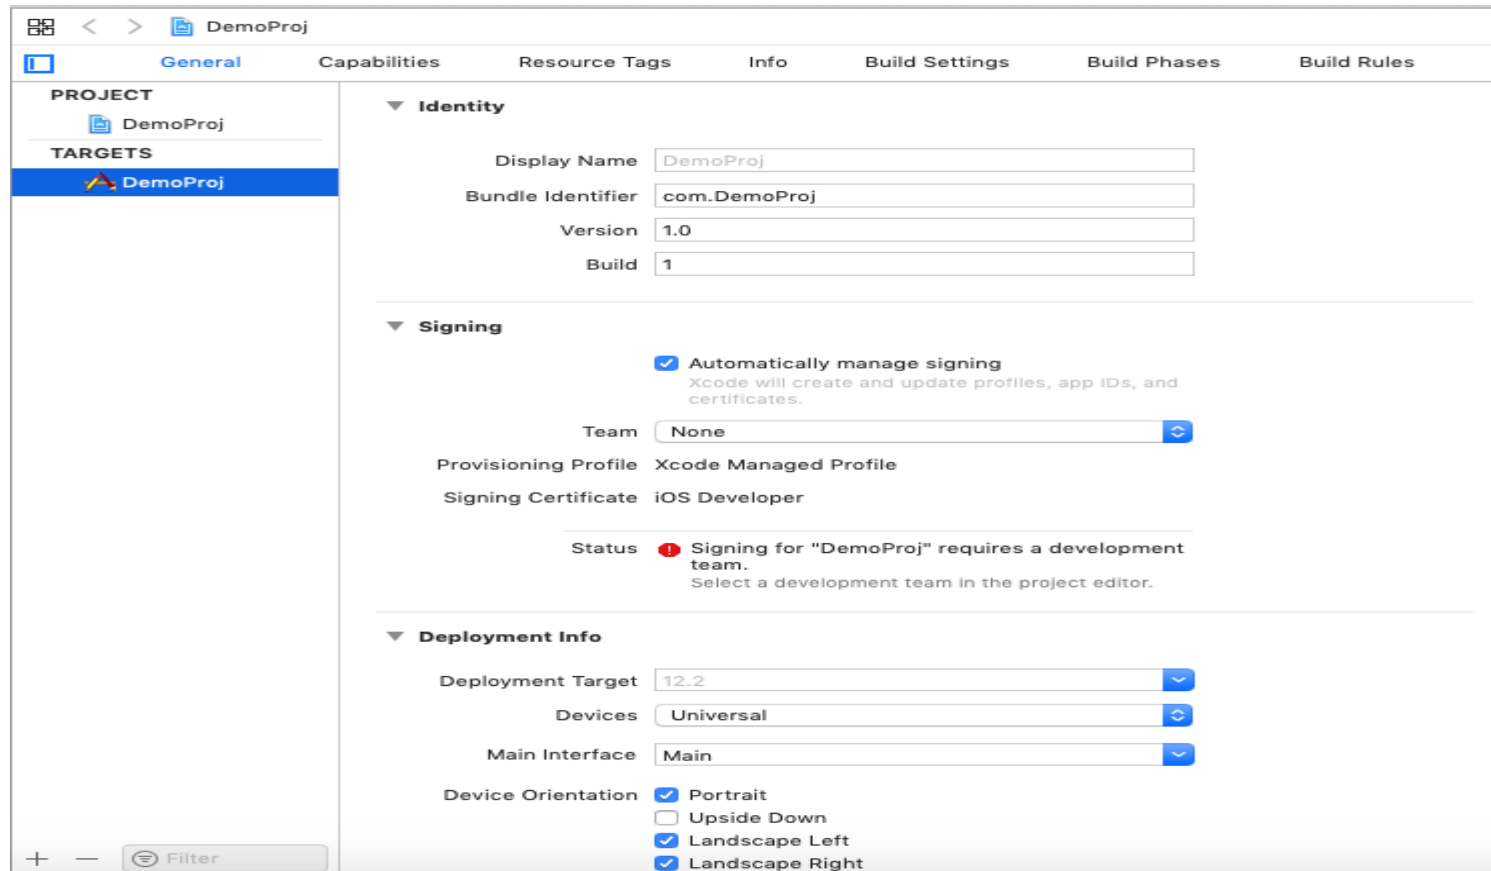 DemoProj
General Capabilities Resource Tags Info Build Settings Build Phases Build Rules
PROJECT
DemoProj
TARGETS
DemoProj
Identity
Display Name DemoProj
Bundle Identifier com.DemoProj
Version 1.0
Build 1
Signing
Automatically manage signing
Xcode will create and update profiles, app IDs, and
certificates.
Team None
Provisioning Profile Xcode Managed Profile
Signing Certificate iOS Developer
Status Signing for "DemoProj" requires a development
team.
Select a development team in the project editor.
Deployment Info
Deployment Target 12.2
Devices Universal
Main Interface Main
Device Orientation Portrait
Upside Down
Landscape Left
Landscape Right
Filter